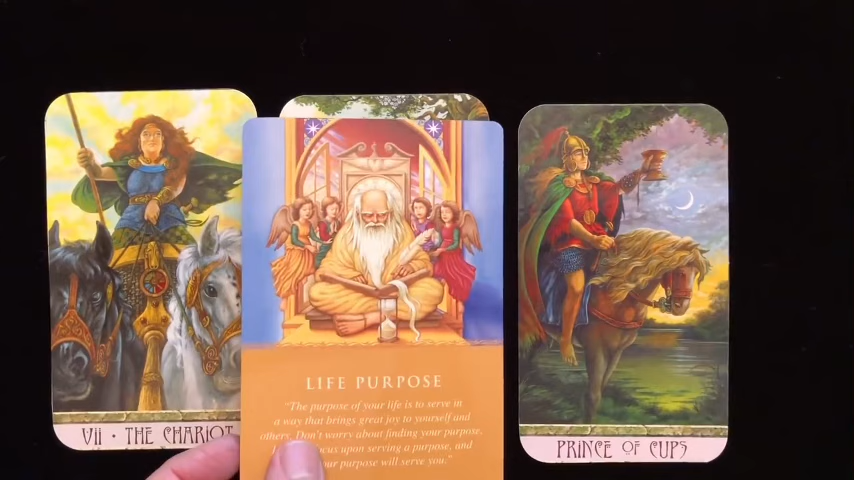 VII • THE CHARIOT
LIFE PURPOSE
"The purpose of your life is to serve in
a way that brings great joy to yourself and
others. Don't worry about finding your purpose.
focus upon serving a purpose, and
your purpose will serve you."
PRINCE OF CUPS